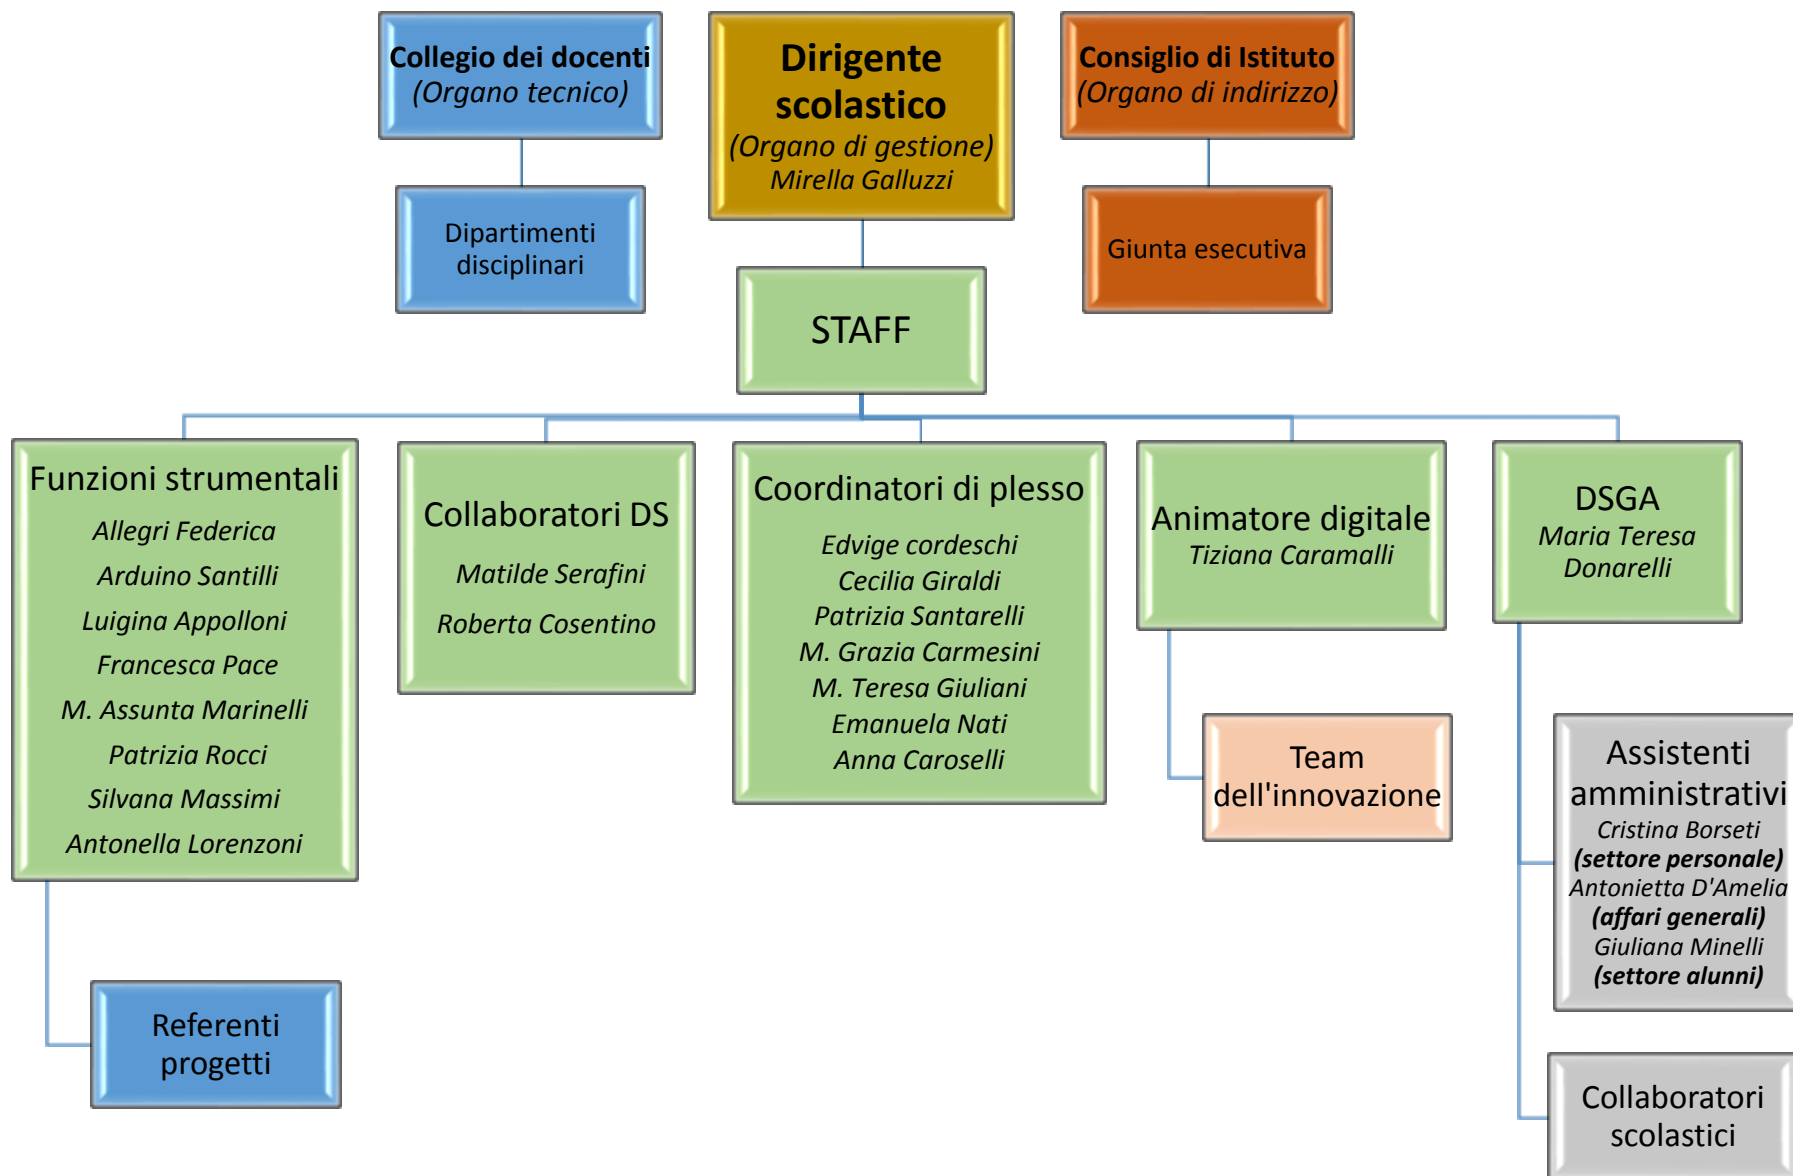 Collegio dei docenti
(Organo tecnico)
Dirigente
scolastico
(Organo di gestione)
Mirella Galluzzi
Consiglio di Istituto
(Organo di indirizzo)
Dipartimenti
disciplinari
Giunta esecutiva
STAFF
Funzioni strumentali
Allegri Federica
Arduino Santilli
Luigina Appolloni
Francesca Pace
M. Assunta Marinelli
Patrizia Rocci
Silvana Massimi
Antonella Lorenzoni
Collaboratori DS
Matilde Serafini
Roberta Cosentino
Coordinatori di plesso
Edvige cordeschi
Cecilia Giraldi
Patrizia Santarelli
M. Grazia Carmesini
M. Teresa Giuliani
Emanuela Nati
Anna Caroselli
Animatore digitale
Tiziana Caramalli
DSGA
Maria Teresa
Donarelli
Team
dell'innovazione
Assistenti
amministrativi
Cristina Borseti
(settore personale)
Antonietta D'Amelia
(affari generali)
Giuliana Minelli
(settore alunni)
Referenti
progetti
Collaboratori
scolastici